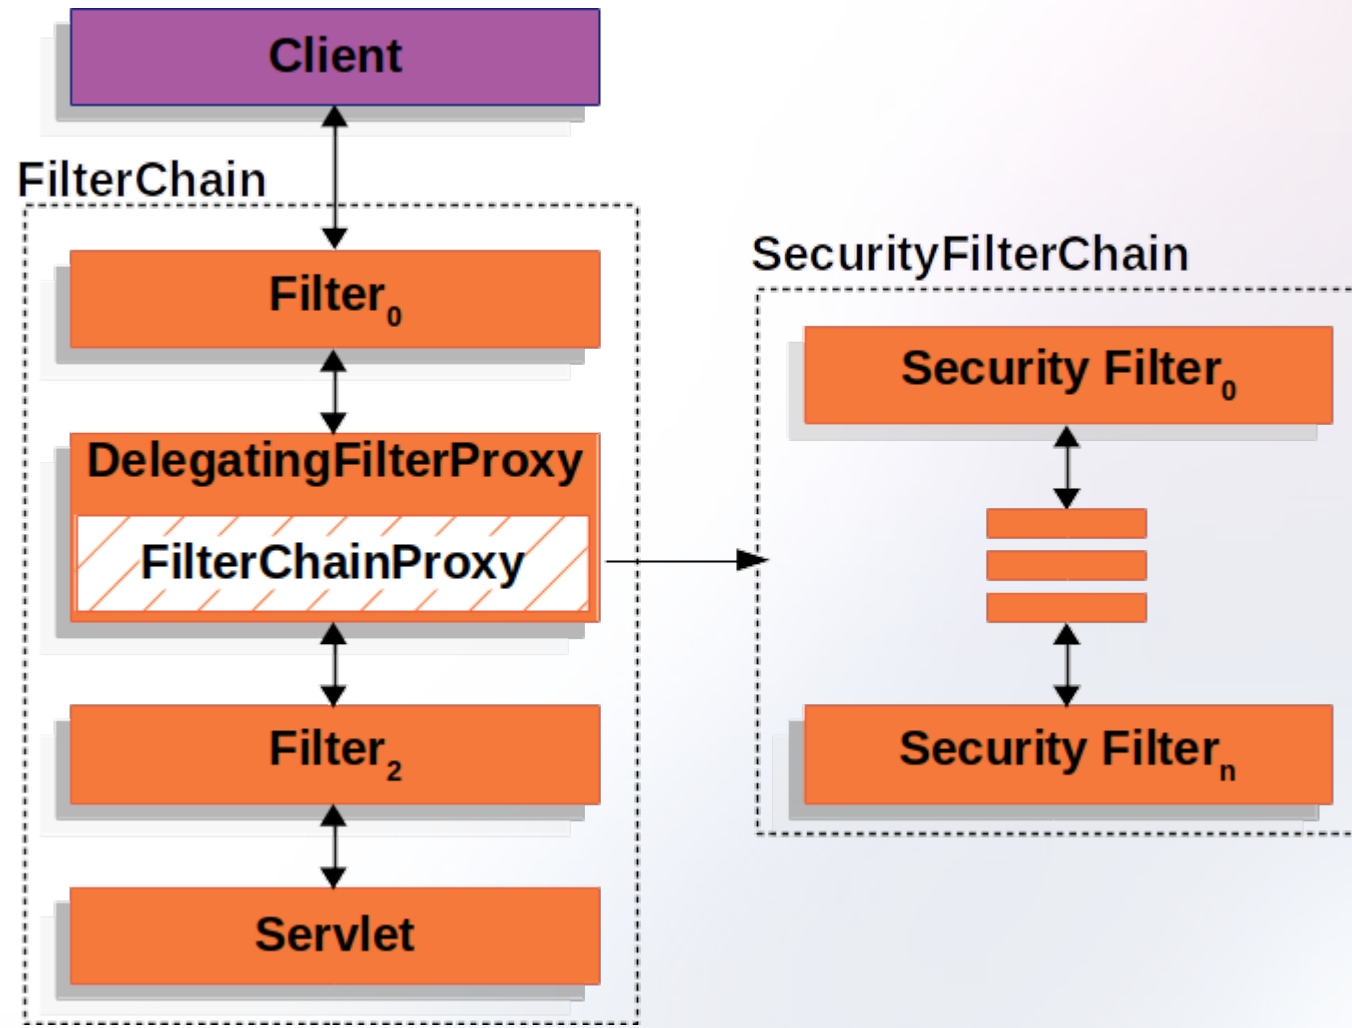 Client
FilterChain
Filter0
DelegatingFilterProxy
FilterChainProxy
Filter2
Servlet
SecurityFilterChain
Security Filter0
Security Filtern